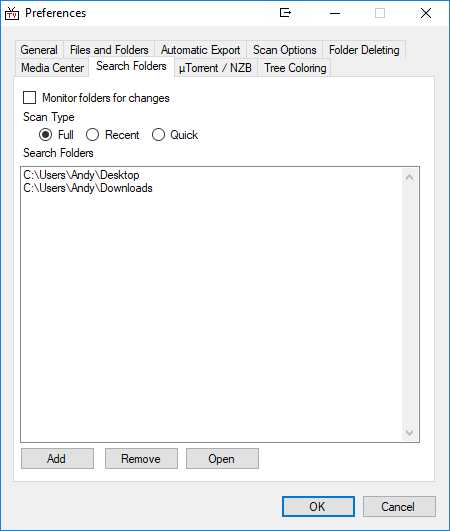 TV Preferences
General Files and Folders Automatic Export Scan Options Folder Deleting
Media Center Search Folders µTorrent / NZB Tree Coloring
Monitor folders for changes
Scan Type
Full Recent Quick
Search Folders
C:\Users\Andy\Desktop
C:\Users\Andy\Downloads
Add Remove Open
OK Cancel